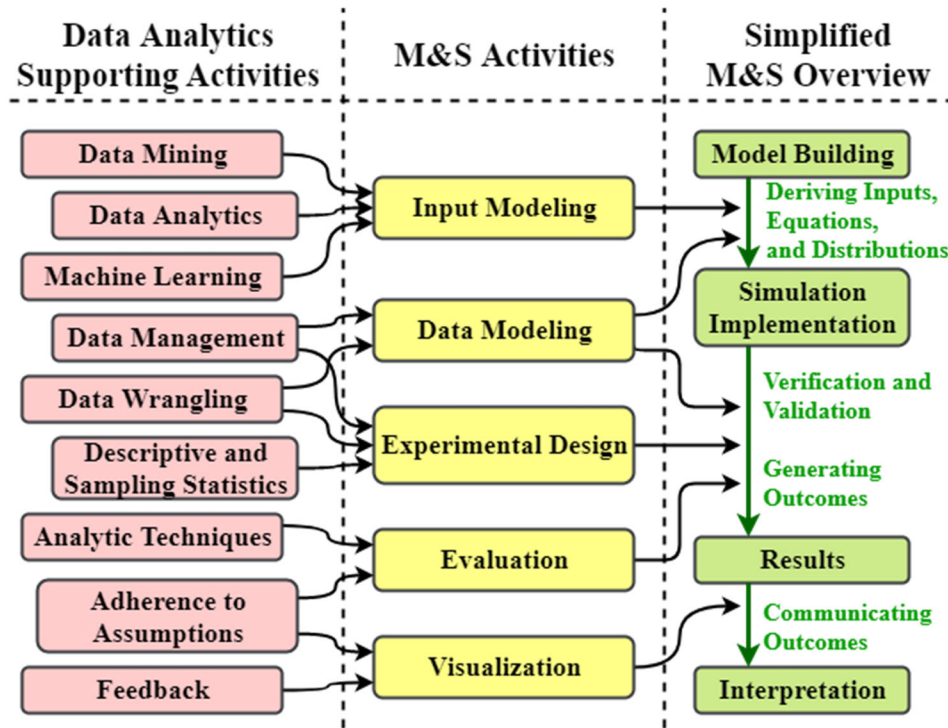 Data Analytics
Supporting Activities
M&S Activities
Simplified
M&S Overview
Data Mining
Data Analytics
Machine Learning
Data Management
Data Wrangling
Descriptive and
Sampling Statistics
Analytic Techniques
Adherence to
Assumptions
Feedback
Input Modeling
Data Modeling
Experimental Design
Evaluation
Visualization
Model Building
Deriving Inputs,
Equations,
and Distributions
Simulation
Implementation
Verification and
Validation
Generating
Outcomes
Results
Communicating
Outcomes
Interpretation